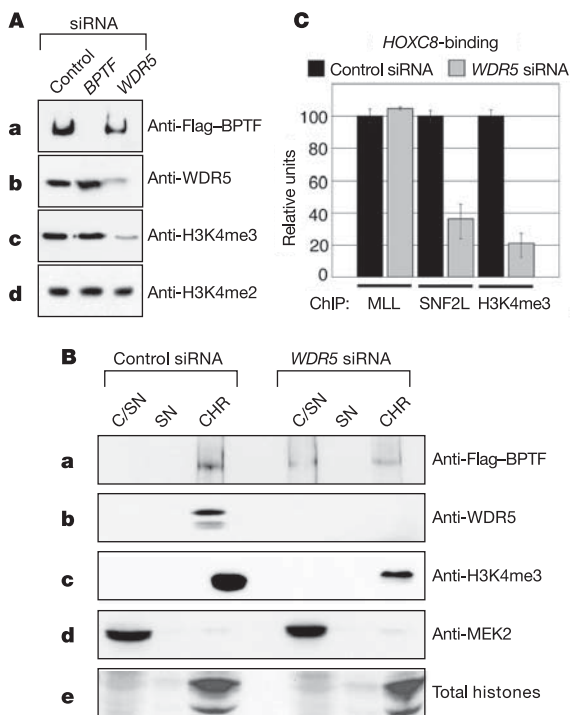 A
siRNA
Control
BPTF
WDR5
a
Anti-Flag–BPTF
b
Anti-WDR5
c
Anti-H3K4me3
d
Anti-H3K4me2
C
HOXC8-binding
Control siRNA
WDR5 siRNA
Relative units
100
80
60
40
20
0
ChIP: MLL SNF2L H3K4me3
B
Control siRNA
WDR5 siRNA
C/SN
SN
CHR
C/SN
SN
CHR
a
Anti-Flag–BPTF
b
Anti-WDR5
c
Anti-H3K4me3
d
Anti-MEK2
e
Total histones